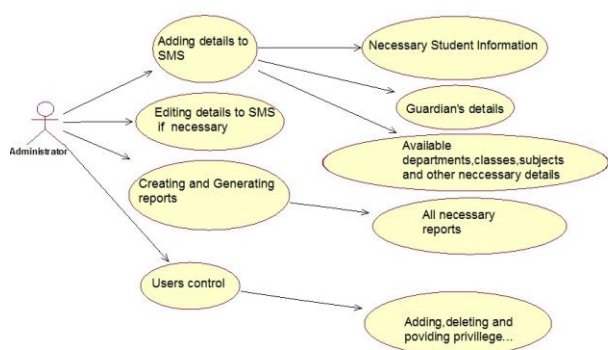 Adding details to
SMS
Necessary Student Information
Guardian's details
Editing details to SMS
if necessary
Administrator
Available
departments,classes,subjects
and other neccessary details
Creating and Generating
reports
All necessary
reports
Users control
Adding,deleting and
poviding privillege...